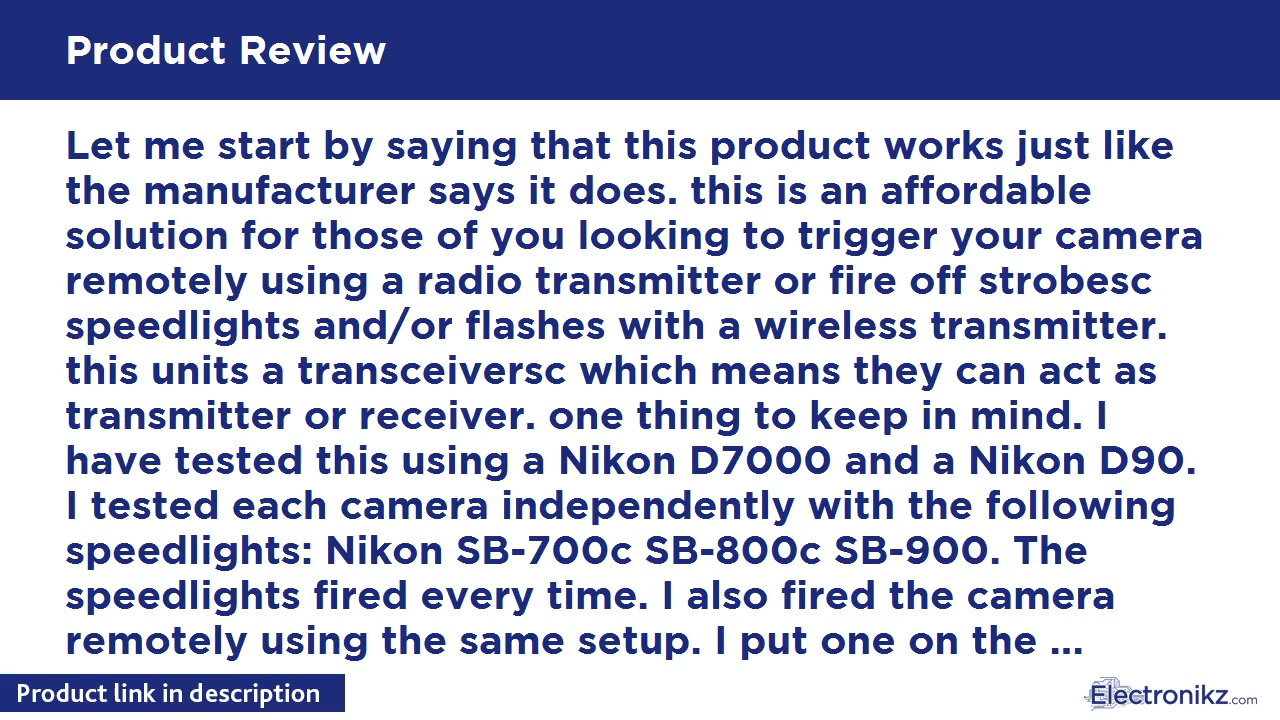 Product Review
Let me start by saying that this product works just like
the manufacturer says it does. this is an affordable
solution for those of you looking to trigger your camera
remotely using a radio transmitter or fire off strobesc
speedlights and/or flashes with a wireless transmitter.
this units a transceiversc which means they can act as
transmitter or receiver. one thing to keep in mind. I
have tested this using a Nikon D7000 and a Nikon D90.
I tested each camera independently with the following
speedlights: Nikon SB-700c SB-800c SB-900. The
speedlights fired every time. I also fired the camera
remotely using the same setup. I put one on the ...
Product link in description
Electronikz.com